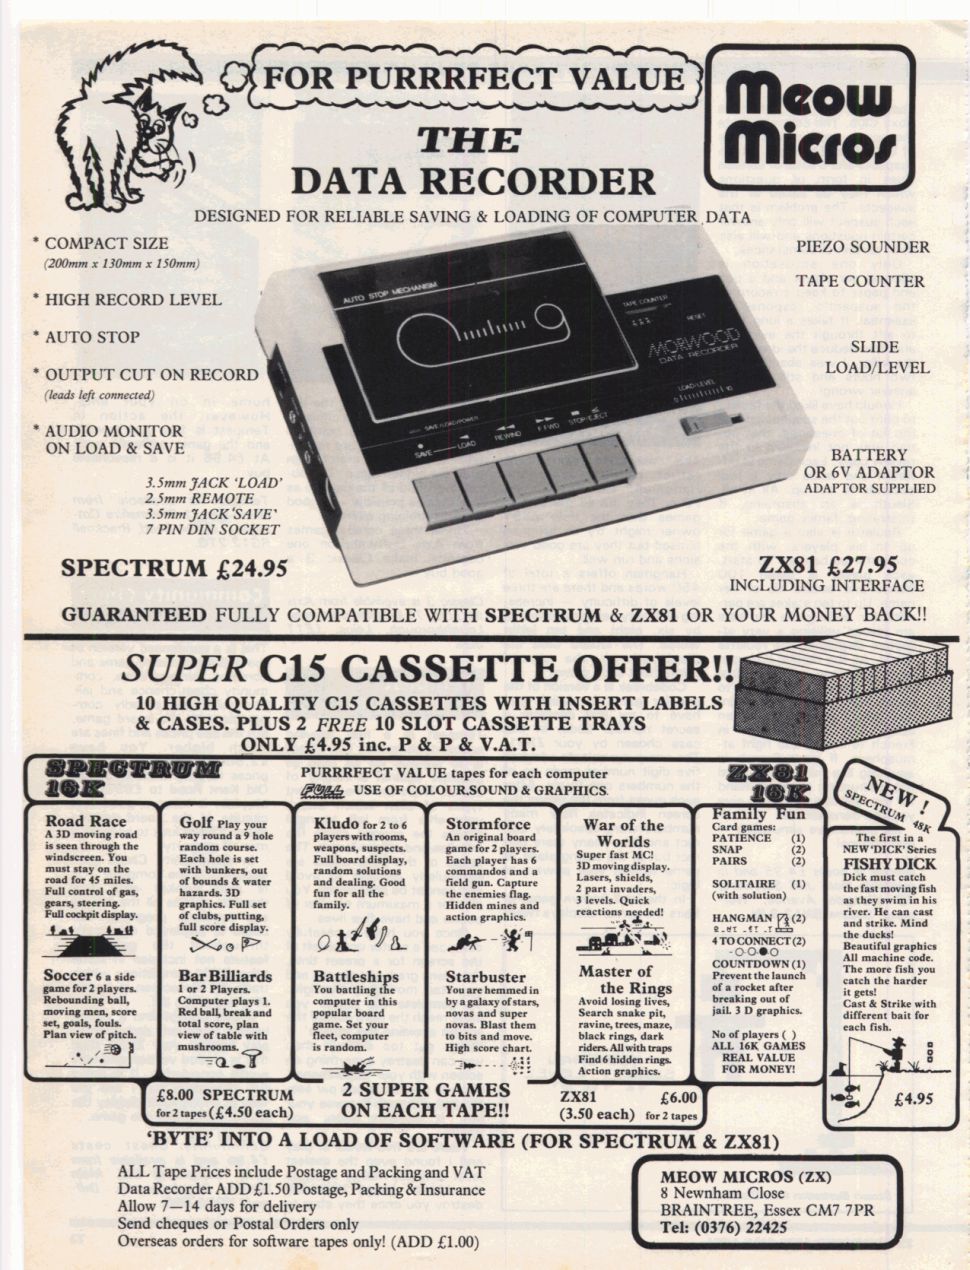 FOR PURRRFECT VALUE
Meow
Micros
THE
DATA RECORDER
DESIGNED FOR RELIABLE SAVING & LOADING OF COMPUTER DATA
* COMPACT SIZE
(200mm x 130mm x 150mm)
* HIGH RECORD LEVEL
* AUTO STOP
* OUTPUT CUT ON RECORD
(leads left connected)
* AUDIO MONITOR
ON LOAD & SAVE
3.5mm JACK 'LOAD'
2.5mm REMOTE
3.5mm JACK 'SAVE'
7 PIN DIN SOCKET
AUTO STOP MECHANISM
TAPE COUNTER
RESET
MORWOOD
DATA RECORDER
LOAD/LEVEL
10
SAVE/LOAD/POWER
SAVE
LOAD
REWIND
F FWD
STOP/EJECT
PIEZO SOUNDER
TAPE COUNTER
SLIDE
LOAD/LEVEL
BATTERY
OR 6V ADAPTOR
ADAPTOR SUPPLIED
SPECTRUM £24.95
ZX81 £27.95
INCLUDING INTERFACE
GUARANTEED FULLY COMPATIBLE WITH SPECTRUM & ZX81 OR YOUR MONEY BACK!!
SUPER C15 CASSETTE OFFER!!
10 HIGH QUALITY C15 CASSETTES WITH INSERT LABELS
& CASES. PLUS 2 FREE 10 SLOT CASSETTE TRAYS
ONLY £4.95 inc. P & P & V.A.T.
SPECTRUM
16K
PURRRFECT VALUE tapes for each computer
FULL USE OF COLOUR,SOUND & GRAPHICS
ZX81
16K
Road Race
A 3D moving road
is seen through the
windscreen. You
must stay on the
road for 45 miles.
Full control of gas,
gears, steering.
Full cockpit display.
Soccer 6 a side
game for 2 players.
Rebounding ball,
moving men, score
set, goals, fouls.
Plan view of pitch.
Golf Play your
way round a 9 hole
random course.
Each hole is set
with bunkers, out
of bounds & water
hazards. 3D
graphics. Full set
of clubs, putting,
full score display.
Bar Billiards
1 or 2 Players.
Computer plays 1.
Red ball, break and
total score, plan
view of table with
mushrooms.
Kludo for 2 to 6
players with rooms,
weapons, suspects.
Full board display,
random solutions
and dealing. Good
fun for all the
family.
Battleships
You battling the
computer in this
popular board
game. Set your
fleet, computer
is random.
Stormforce
An original board
game for 2 players.
Each player has 6
commandos and a
field gun. Capture
the enemies flag.
Hidden mines and
action graphics.
Starbuster
You are hemmed in
by a galaxy of stars,
novas and super
novas. Blast them
to bits and move.
High score chart.
War of the
Worlds
Super fast MC!
3D moving display.
Lasers, shields,
2 part invaders,
3 levels. Quick
reactions needed!
Master of
the Rings
Avoid losing lives,
Search snake pit,
ravine, trees, maze,
black rings, dark
riders. All with traps
Find 6 hidden rings.
Action graphics.
Family Fun
Card games:
PATIENCE (1)
SNAP (2)
PAIRS (2)
SOLITAIRE (1)
(with solution)
HANGMAN (2)
4 TO CONNECT (2)
COUNTDOWN (1)
Prevent the launch
of a rocket after
breaking out of
jail. 3 D graphics.
No of players ( )
ALL 16K GAMES
REAL VALUE
FOR MONEY!
NEW!
SPECTRUM 48K
The first in a
NEW 'DICK' Series
FISHY DICK
Dick must catch
the fast moving fish
as they swim in his
river. He can cast
and strike. Mind
the ducks!
Beautiful graphics
All machine code.
The more fish you
catch the harder
it gets!
Cast & Strike with
different bait for
each fish.
£4.95
£8.00 SPECTRUM
for 2 tapes (£4.50 each)
2 SUPER GAMES
ON EACH TAPE!!
ZX81 £6.00
(3.50 each) for 2 tapes
'BYTE' INTO A LOAD OF SOFTWARE (FOR SPECTRUM & ZX81)
ALL Tape Prices include Postage and Packing and VAT
Data Recorder ADD £1.50 Postage, Packing & Insurance
Allow 7—14 days for delivery
Send cheques or Postal Orders only
Overseas orders for software tapes only! (ADD £1.00)
MEOW MICROS (ZX)
8 Newnham Close
BRAINTREE, Essex CM7 7PR
Tel: (0376) 22425